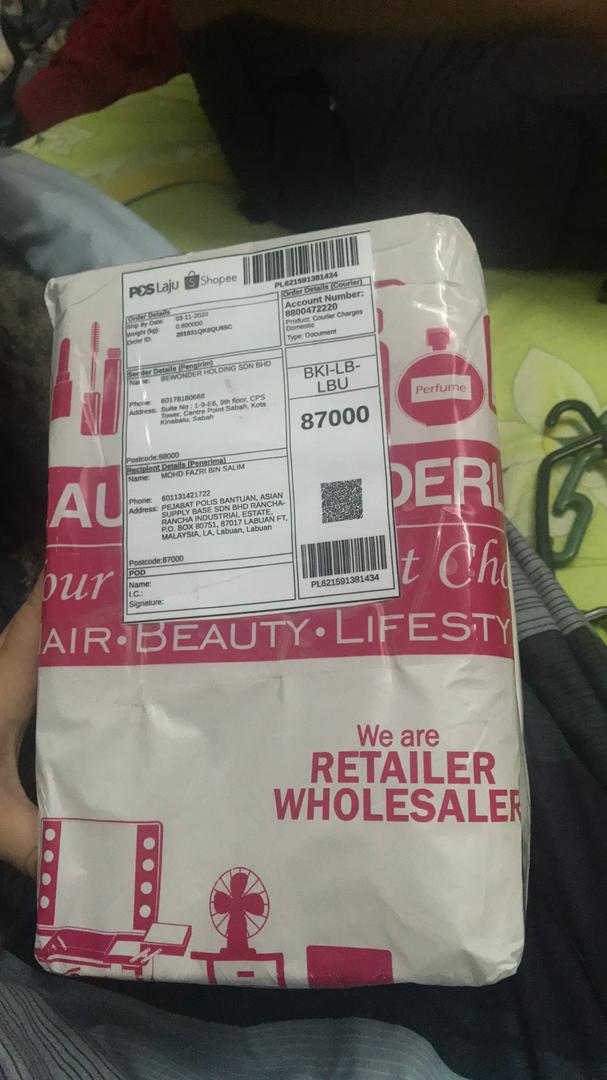 POS Laju Shopee
PL621591381434
Order Details
Ship By Date: 03-11-2020
Weight (kg): 0.600000
Order ID: 201031QK0QU6SC
Order Details (Courier)
Account Number:
8800472220
Product: Courier Charges
Domestic
Type: Document
Sender Details (Pengirim)
Name: BEWONDER HOLDING SDN BHD
Phone: 60178180688
Address: Suite No : 1-9-E6, 9th floor, CPS
Tower, Centre Point Sabah, Kota
Kinabalu, Sabah
Postcode:88000
BKI-LB-
LBU
87000
Recipient Details (Penerima)
Name: MOHD FAZRI BIN SALIM
Phone: 601131421722
Address: PEJABAT POLIS BANTUAN, ASIAN
SUPPLY BASE SDN BHD RANCHA-
RANCHA INDUSTRIAL ESTATE,
P.O. BOX 80751, 87017 LABUAN FT,
MALAYSIA, LA, Labuan, Labuan
Postcode:87000
POD
Name:
I.C.:
Signature:
PL621591381434
Perfume
AU DERL
our t Cho
AIR•BEAUTY•LIFESTY
We are
RETAILER
WHOLESALER